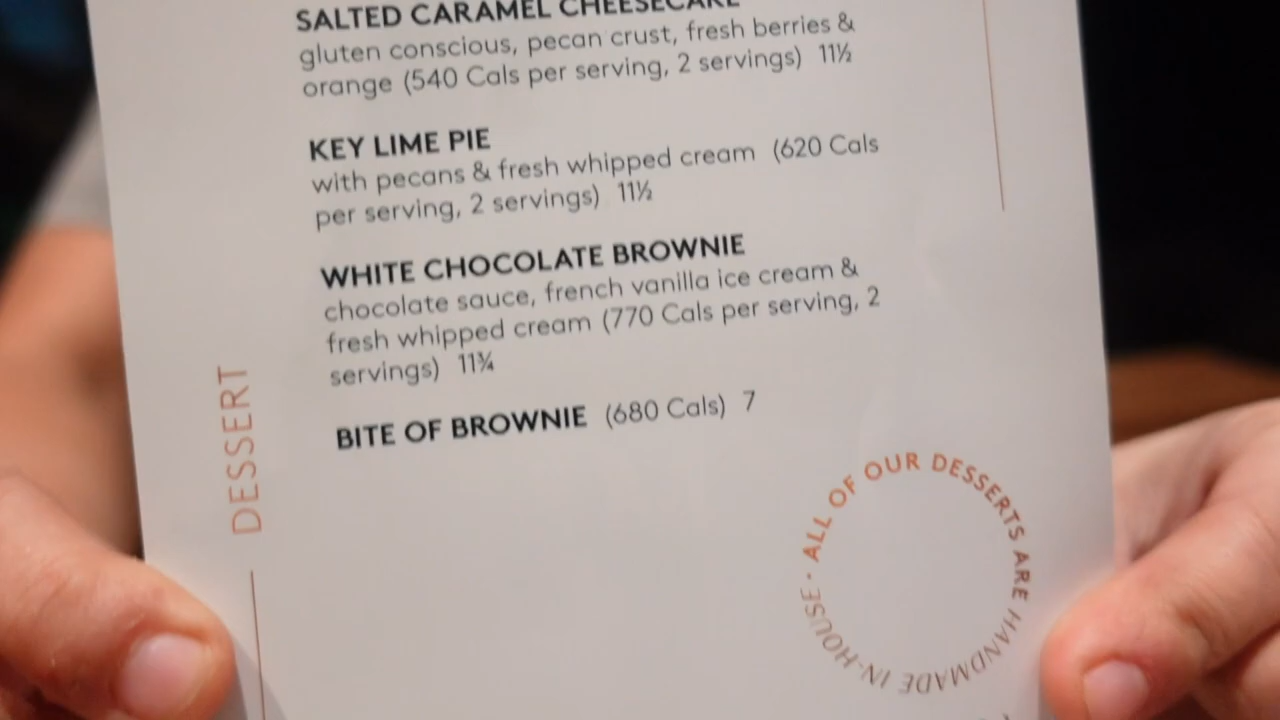 SALTED CARAMEL CHEESECAKE
gluten conscious, pecan crust, fresh berries &
orange (540 Cals per serving, 2 servings) 11½
KEY LIME PIE
with pecans & fresh whipped cream (620 Cals
per serving, 2 servings) 11½
WHITE CHOCOLATE BROWNIE
chocolate sauce, french vanilla ice cream &
fresh whipped cream (770 Cals per serving, 2
servings) 11¾
BITE OF BROWNIE (680 Cals) 7
DESSERT
ALL OF OUR DESSERTS ARE HANDMADE IN-HOUSE ·